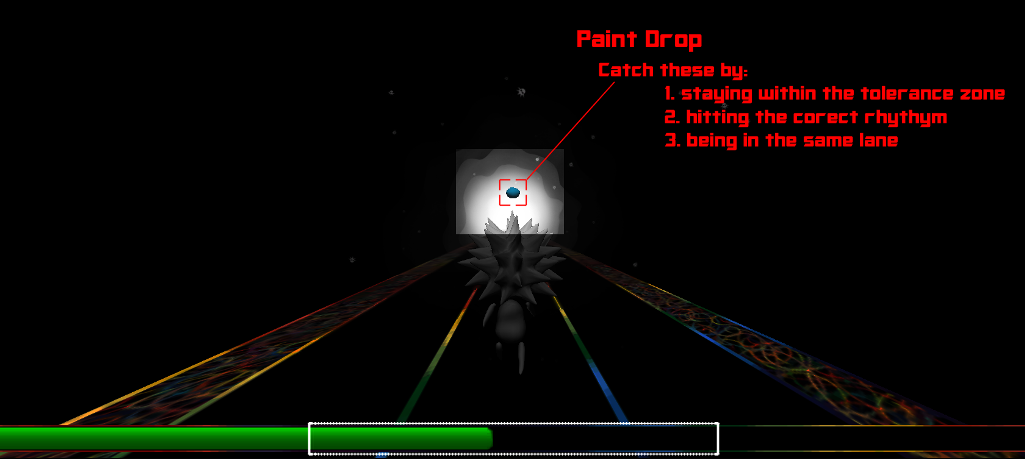 Paint Drop
Catch these by:
1. staying within the tolerance zone
2. hitting the corect rhythym
3. being in the same lane